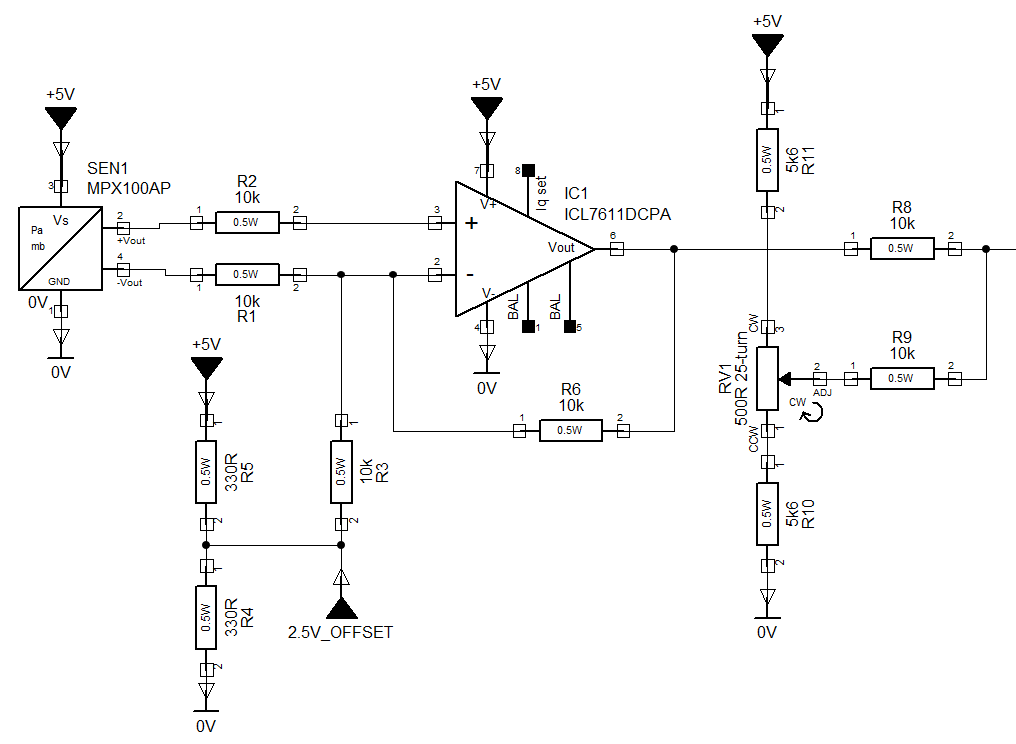 +5V
SEN1
MPX100AP
3
Vs
Pa
mb
GND
0V
1
2
+Vout
4
-Vout
0V
R2
10k
1
0.5W
2
1
0.5W
2
10k
R1
+5V
7
V+
8
Iq set
IC1
ICL7611DCPA
3
+
2
-
Vout
6
V-
4
BAL
1
BAL
5
0V
R6
10k
1
0.5W
2
+5V
1
0.5W
330R
R5
2
1
0.5W
10k
R3
2
1
0.5W
330R
R4
2
0V
2.5V_OFFSET
+5V
1
0.5W
5k6
R11
2
CW
3
RV1
500R 25-turn
2
ADJ
CW
CCW
1
1
0.5W
5k6
R10
2
0V
R8
10k
1
0.5W
2
R9
10k
1
0.5W
2